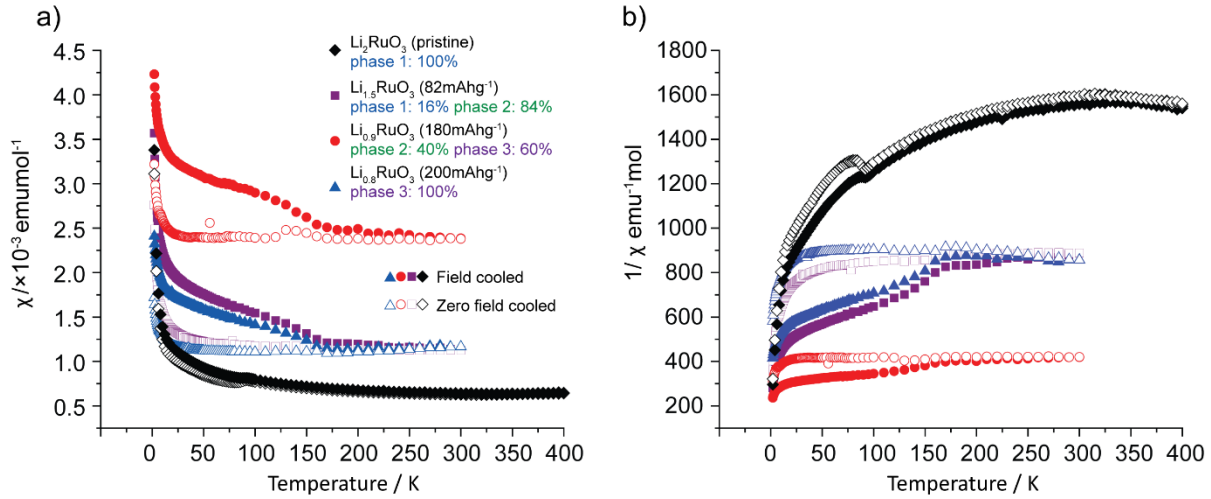 a)
χ/×10⁻³ emumol⁻¹
4.5
4.0
3.5
3.0
2.5
2.0
1.5
1.0
0.5
Li₂RuO₃ (pristine)
phase 1: 100%
Li₁.₅RuO₃ (82mAhg⁻¹)
phase 1: 16% phase 2: 84%
Li₀.₉RuO₃ (180mAhg⁻¹)
phase 2: 40% phase 3: 60%
Li₀.₈RuO₃ (200mAhg⁻¹)
phase 3: 100%
Field cooled
Zero field cooled
0 50 100 150 200 250 300 350 400
Temperature / K
b)
1/ χ emu⁻¹mol
1800
1600
1400
1200
1000
800
600
400
200
0 50 100 150 200 250 300 350 400
Temperature / K